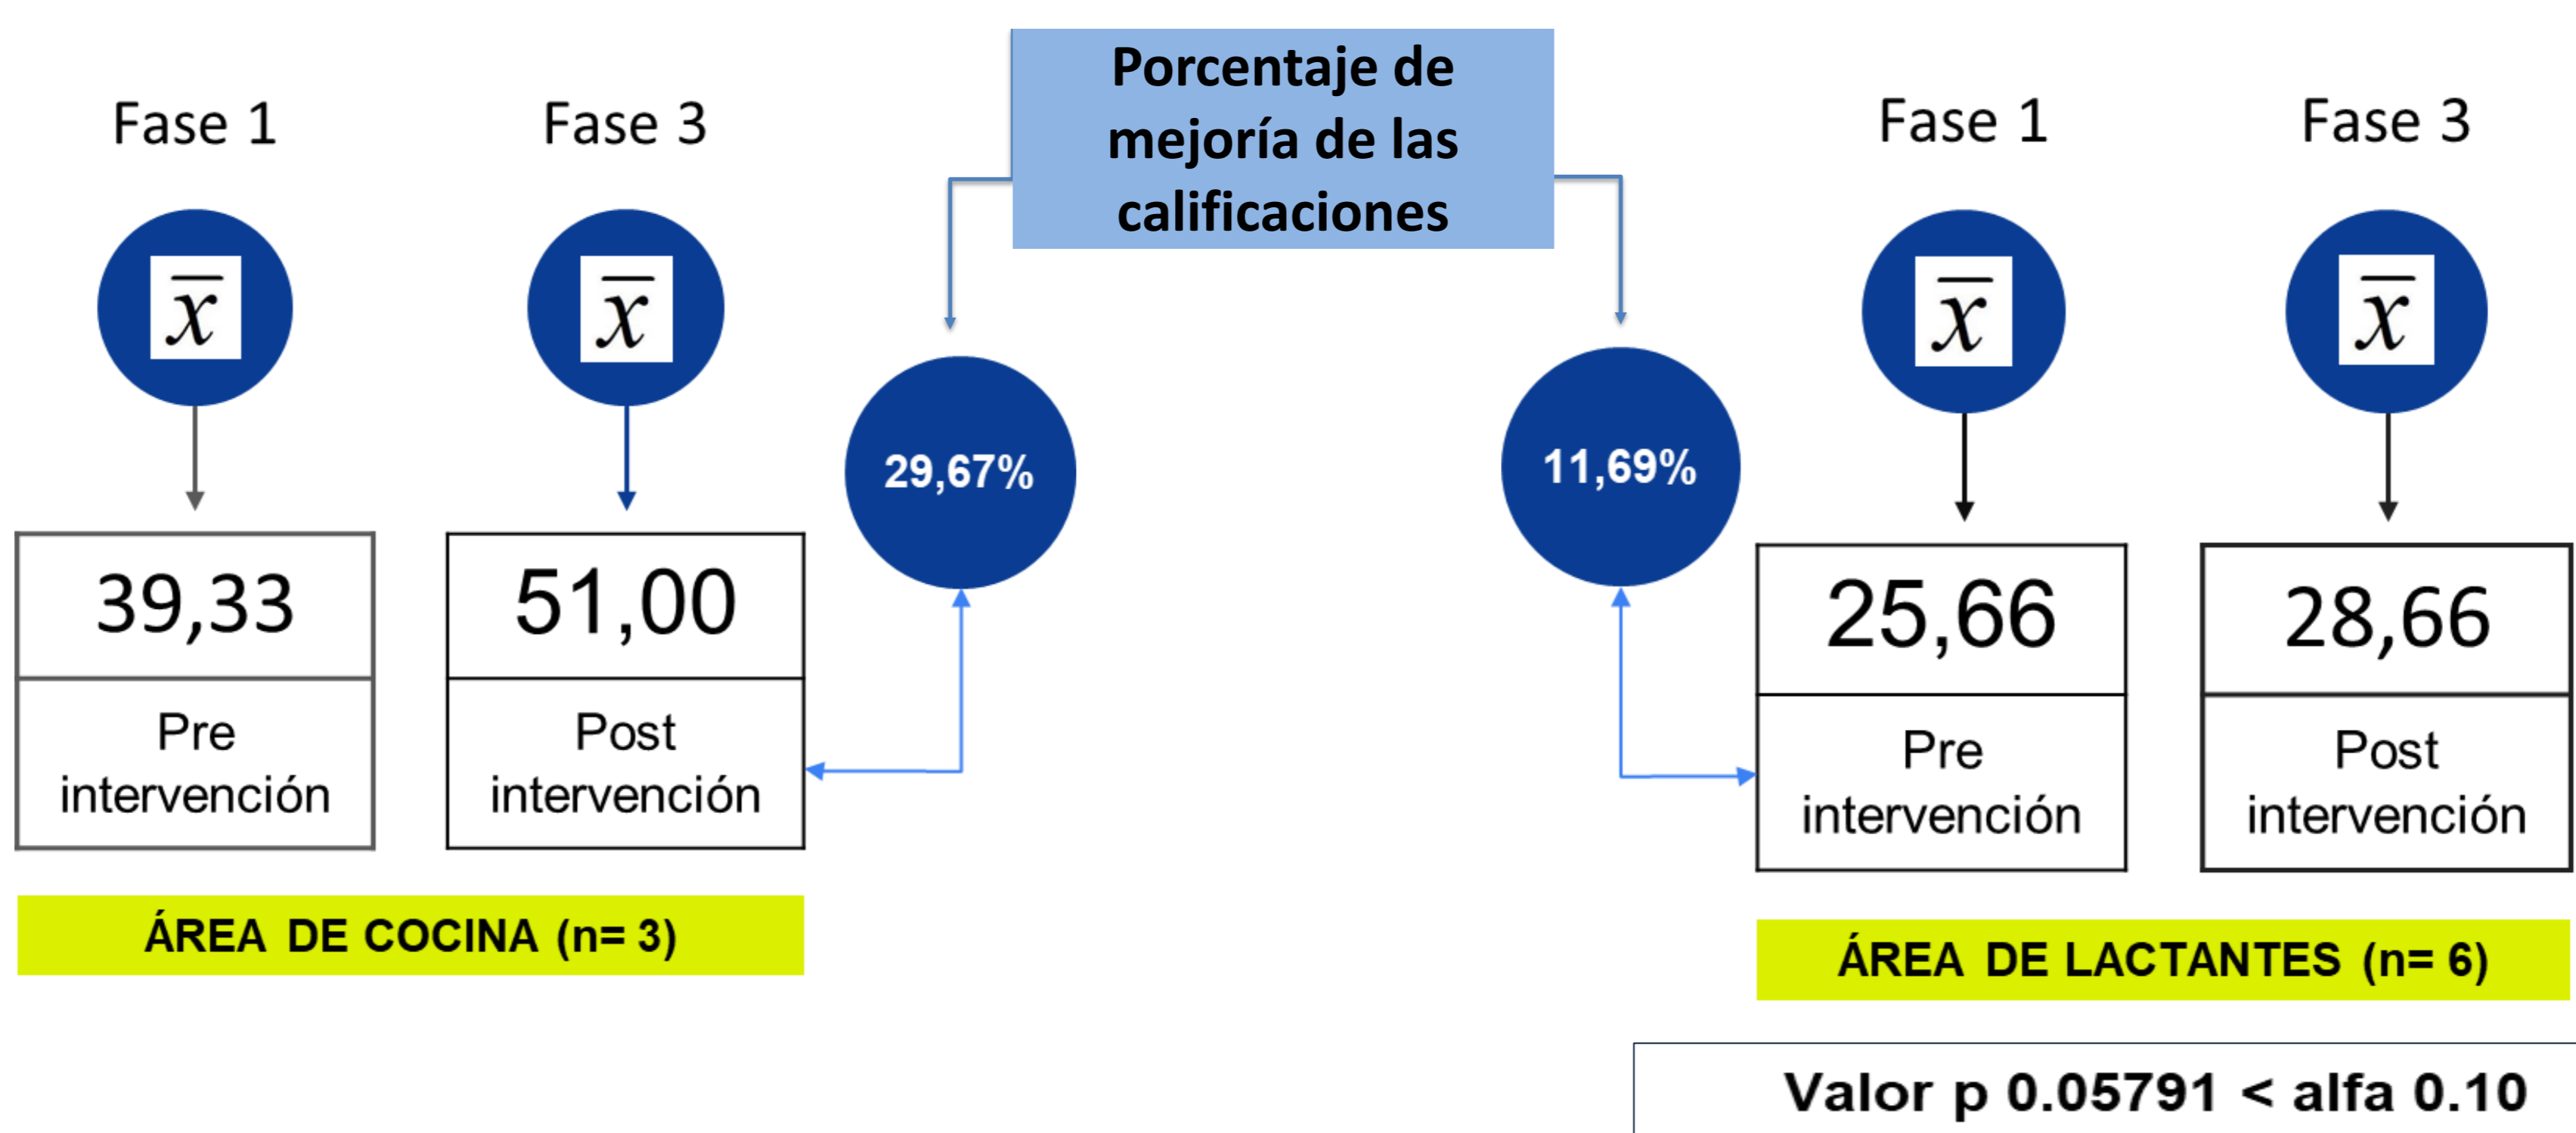 Porcentaje de
mejoría de las
calificaciones
Fase 1
Fase 3
x̅
x̅
29,67%
39,33
51,00
Pre
intervención
Post
intervención
ÁREA DE COCINA (n= 3)
Fase 1
Fase 3
x̅
x̅
11,69%
25,66
28,66
Pre
intervención
Post
intervención
ÁREA DE LACTANTES (n= 6)
Valor p 0.05791 < alfa 0.10